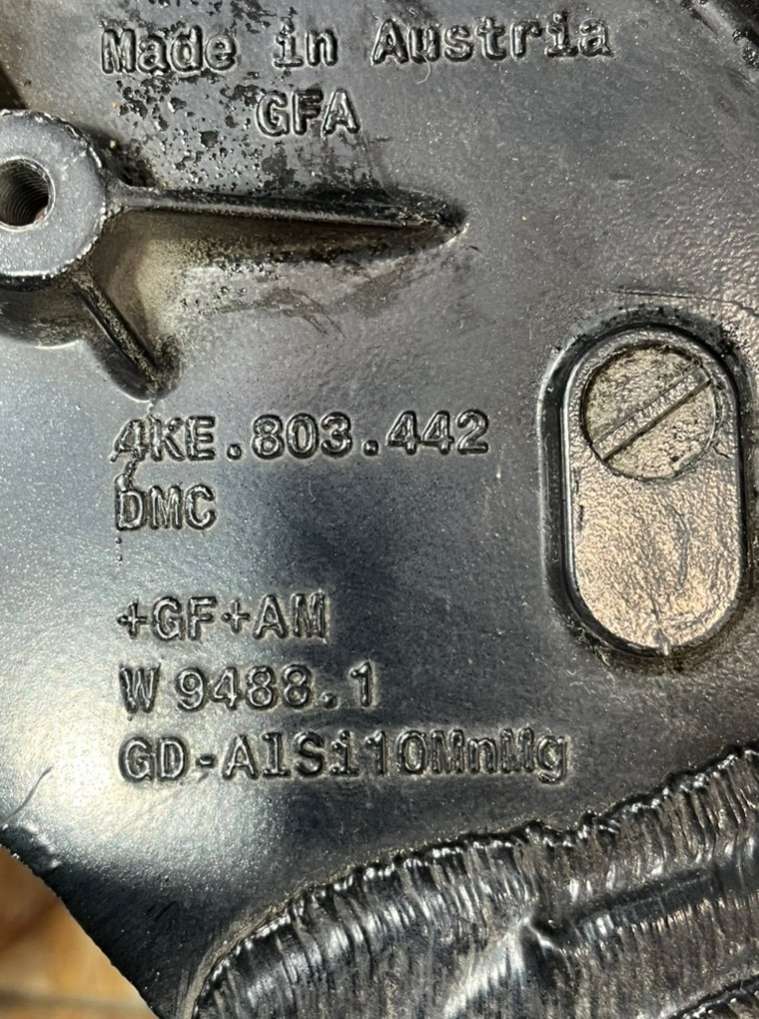 Made in Austria
GFA
4KE.803.442
DMC
+GF+AM
W 9488.1
GD-AlSi10MnMg